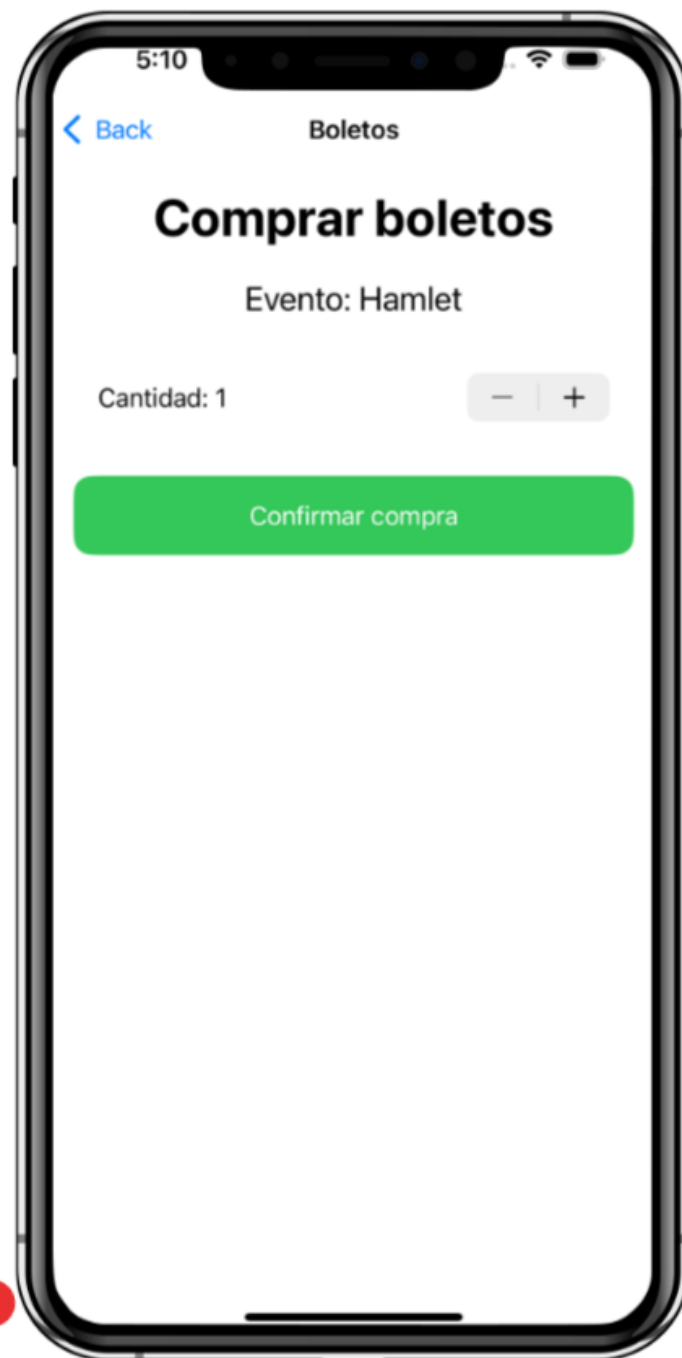 5:10
Back
Boletos
Comprar boletos
Evento: Hamlet
Cantidad: 1
− +
Confirmar compra